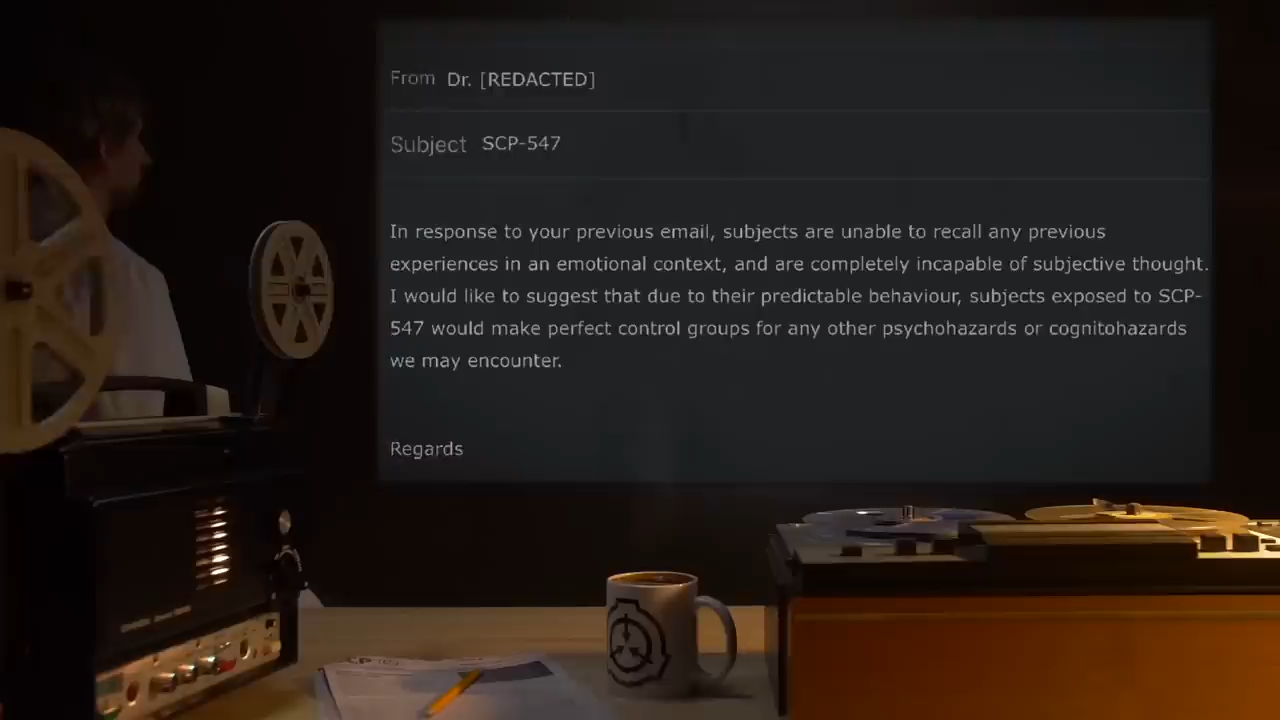 From Dr. [REDACTED]
Subject SCP-547
In response to your previous email, subjects are unable to recall any previous
experiences in an emotional context, and are completely incapable of subjective thought.
I would like to suggest that due to their predictable behaviour, subjects exposed to SCP-
547 would make perfect control groups for any other psychohazards or cognitohazards
we may encounter.
Regards